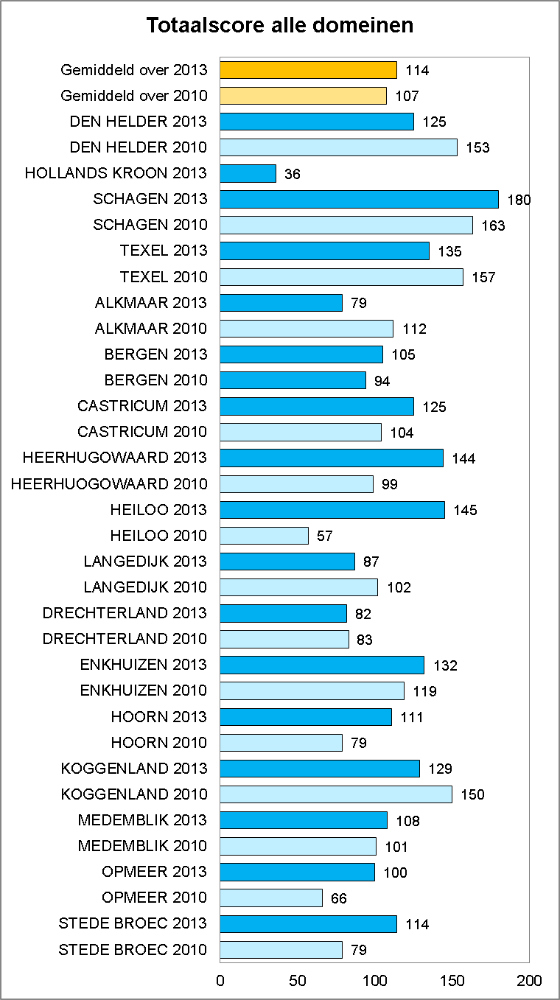 Totaalscore alle domeinen
Gemiddeld over 2013 114
Gemiddeld over 2010 107
DEN HELDER 2013 125
DEN HELDER 2010 153
HOLLANDS KROON 2013 36
SCHAGEN 2013 180
SCHAGEN 2010 163
TEXEL 2013 135
TEXEL 2010 157
ALKMAAR 2013 79
ALKMAAR 2010 112
BERGEN 2013 105
BERGEN 2010 94
CASTRICUM 2013 125
CASTRICUM 2010 104
HEERHUGOWAARD 2013 144
HEERHUOGOWAARD 2010 99
HEILOO 2013 145
HEILOO 2010 57
LANGEDIJK 2013 87
LANGEDIJK 2010 102
DRECHTERLAND 2013 82
DRECHTERLAND 2010 83
ENKHUIZEN 2013 132
ENKHUIZEN 2010 119
HOORN 2013 111
HOORN 2010 79
KOGGENLAND 2013 129
KOGGENLAND 2010 150
MEDEMBLIK 2013 108
MEDEMBLIK 2010 101
OPMEER 2013 100
OPMEER 2010 66
STEDE BROEC 2013 114
STEDE BROEC 2010 79
0 50 100 150 200